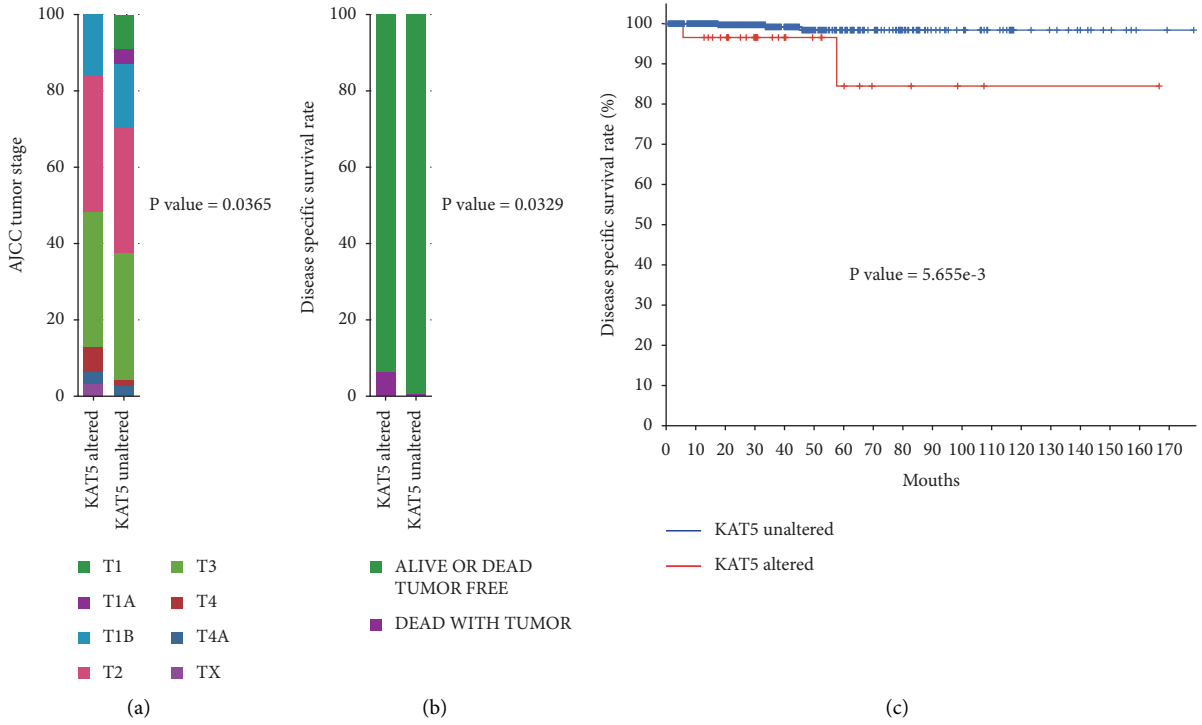 AJCC tumor stage
100
80
60
40
20
0
KAT5 altered
KAT5 unaltered
P value = 0.0365
T1
T1A
T1B
T2
T3
T4
T4A
TX
(a)
Disease specific survival rate
100
80
60
40
20
0
KAT5 altered
KAT5 unaltered
P value = 0.0329
ALIVE OR DEAD
TUMOR FREE
DEAD WITH TUMOR
(b)
Disease specific survival rate (%)
100
90
80
70
60
50
40
30
20
10
0
P value = 5.655e-3
0 10 20 30 40 50 60 70 80 90 100 110 120 130 140 150 160 170
Mouths
KAT5 unaltered
KAT5 altered
(c)